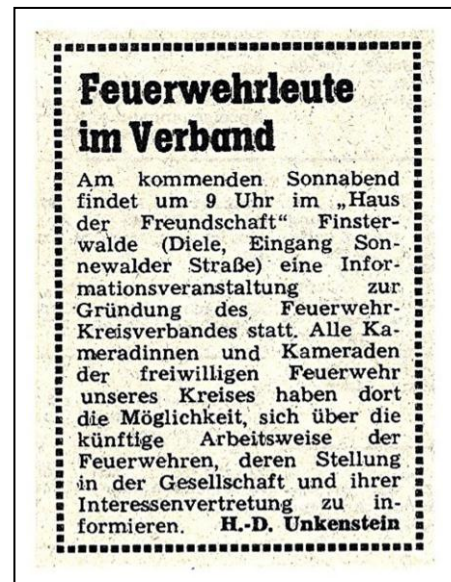 Feuerwehrleute
im Verband
Am kommenden Sonnabend
findet um 9 Uhr im „Haus
der Freundschaft“ Finster-
walde (Diele, Eingang Son-
newalder Straße) eine Infor-
mationsveranstaltung zur
Gründung des Feuerwehr-
Kreisverbandes statt. Alle Ka-
meradinnen und Kameraden
der freiwilligen Feuerwehr
unseres Kreises haben dort
die Möglichkeit, sich über die
künftige Arbeitsweise der
Feuerwehren, deren Stellung
in der Gesellschaft und ihrer
Interessenvertretung zu in-
formieren. H.-D. Unkenstein